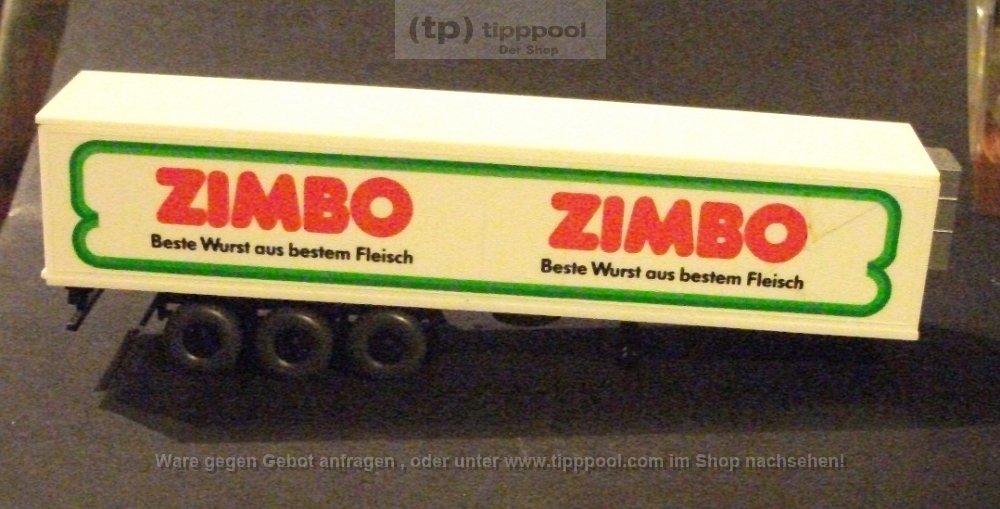 (tp) tipppool
Der Shop
ZIMBO
Beste Wurst aus bestem Fleisch
ZIMBO
Beste Wurst aus bestem Fleisch
Ware gegen Gebot anfragen , oder unter www.tipppool.com im Shop nachsehen!